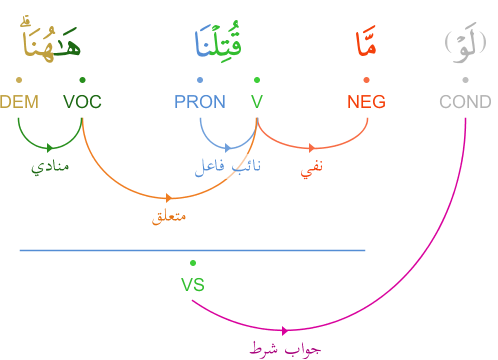 (لَوْ) مَّا قُتِلْنَا هَـٰهُنَا ۗ
COND NEG V PRON VOC DEM
نفي نائب فاعل منادي
متعلق
VS
جواب شرط